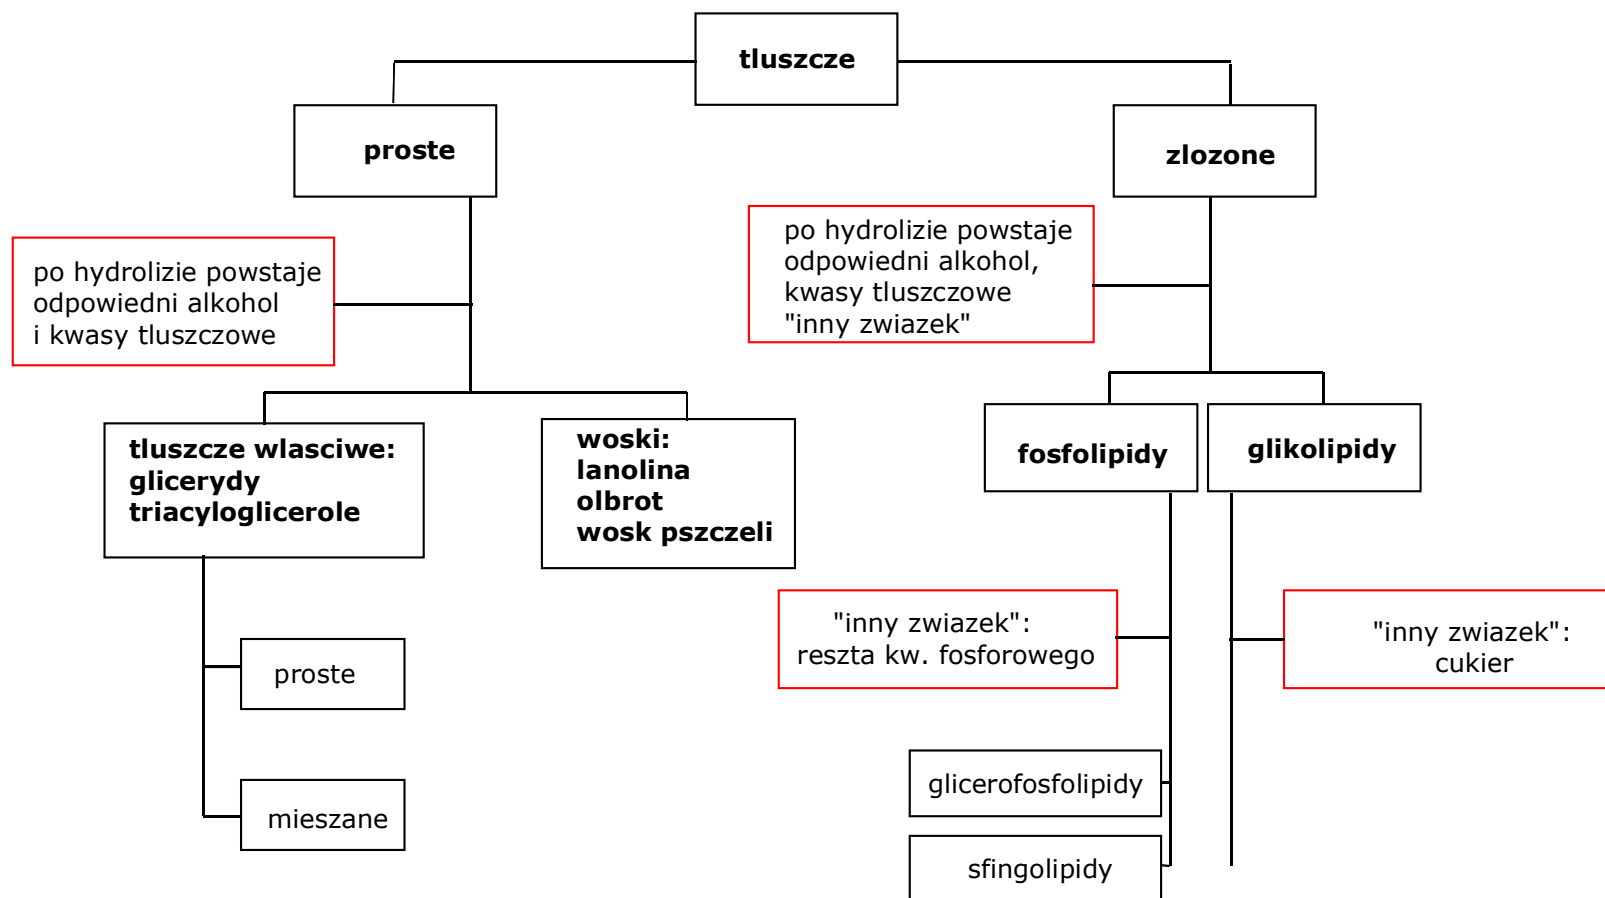 tluszcze
proste
zlozone
po hydrolizie powstaje
odpowiedni alkohol
i kwasy tluszczowe
po hydrolizie powstaje
odpowiedni alkohol,
kwasy tluszczowe
"inny zwiazek"
tluszcze wlasciwe:
glicerydy
triacyloglicerole
woski:
lanolina
olbrot
wosk pszczeli
fosfolipidy
glikolipidy
proste
mieszane
"inny zwiazek":
reszta kw. fosforowego
"inny zwiazek":
cukier
glicerofosfolipidy
sfingolipidy